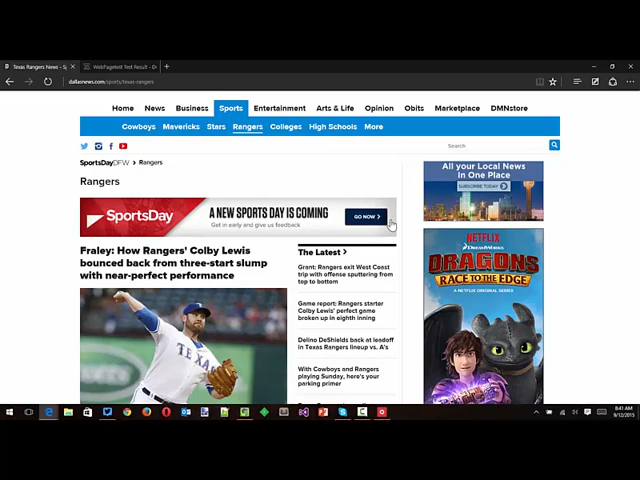 Texas Rangers News - Sp
WebPagetest Test Result - Da
dallasnews.com/sports/texas-rangers
Home News Business Sports Entertainment Arts & Life Opinion Obits Marketplace DMNstore
Cowboys Mavericks Stars Rangers Colleges High Schools More
Search
SportsDayDFW > Rangers
Rangers
SportsDay
A NEW SPORTS DAY IS COMING
Get in early and give us feedback
GO NOW >
Fraley: How Rangers' Colby Lewis
bounced back from three-start slump
with near-perfect performance
TEXAS
The Latest >
Grant: Rangers exit West Coast
trip with offense sputtering from
top to bottom
Game report: Rangers starter
Colby Lewis' perfect game
broken up in eighth inning
Delino DeShields back at leadoff
in Texas Rangers lineup vs. A's
With Cowboys and Rangers
playing Sunday, here's your
parking primer
All your Local News
In One Place
SUBSCRIBE TODAY >
NETFLIX
DREAMWORKS
DRAGONS
RACE TO THE EDGE
A NETFLIX ORIGINAL SERIES
8:41 AM
9/12/2015